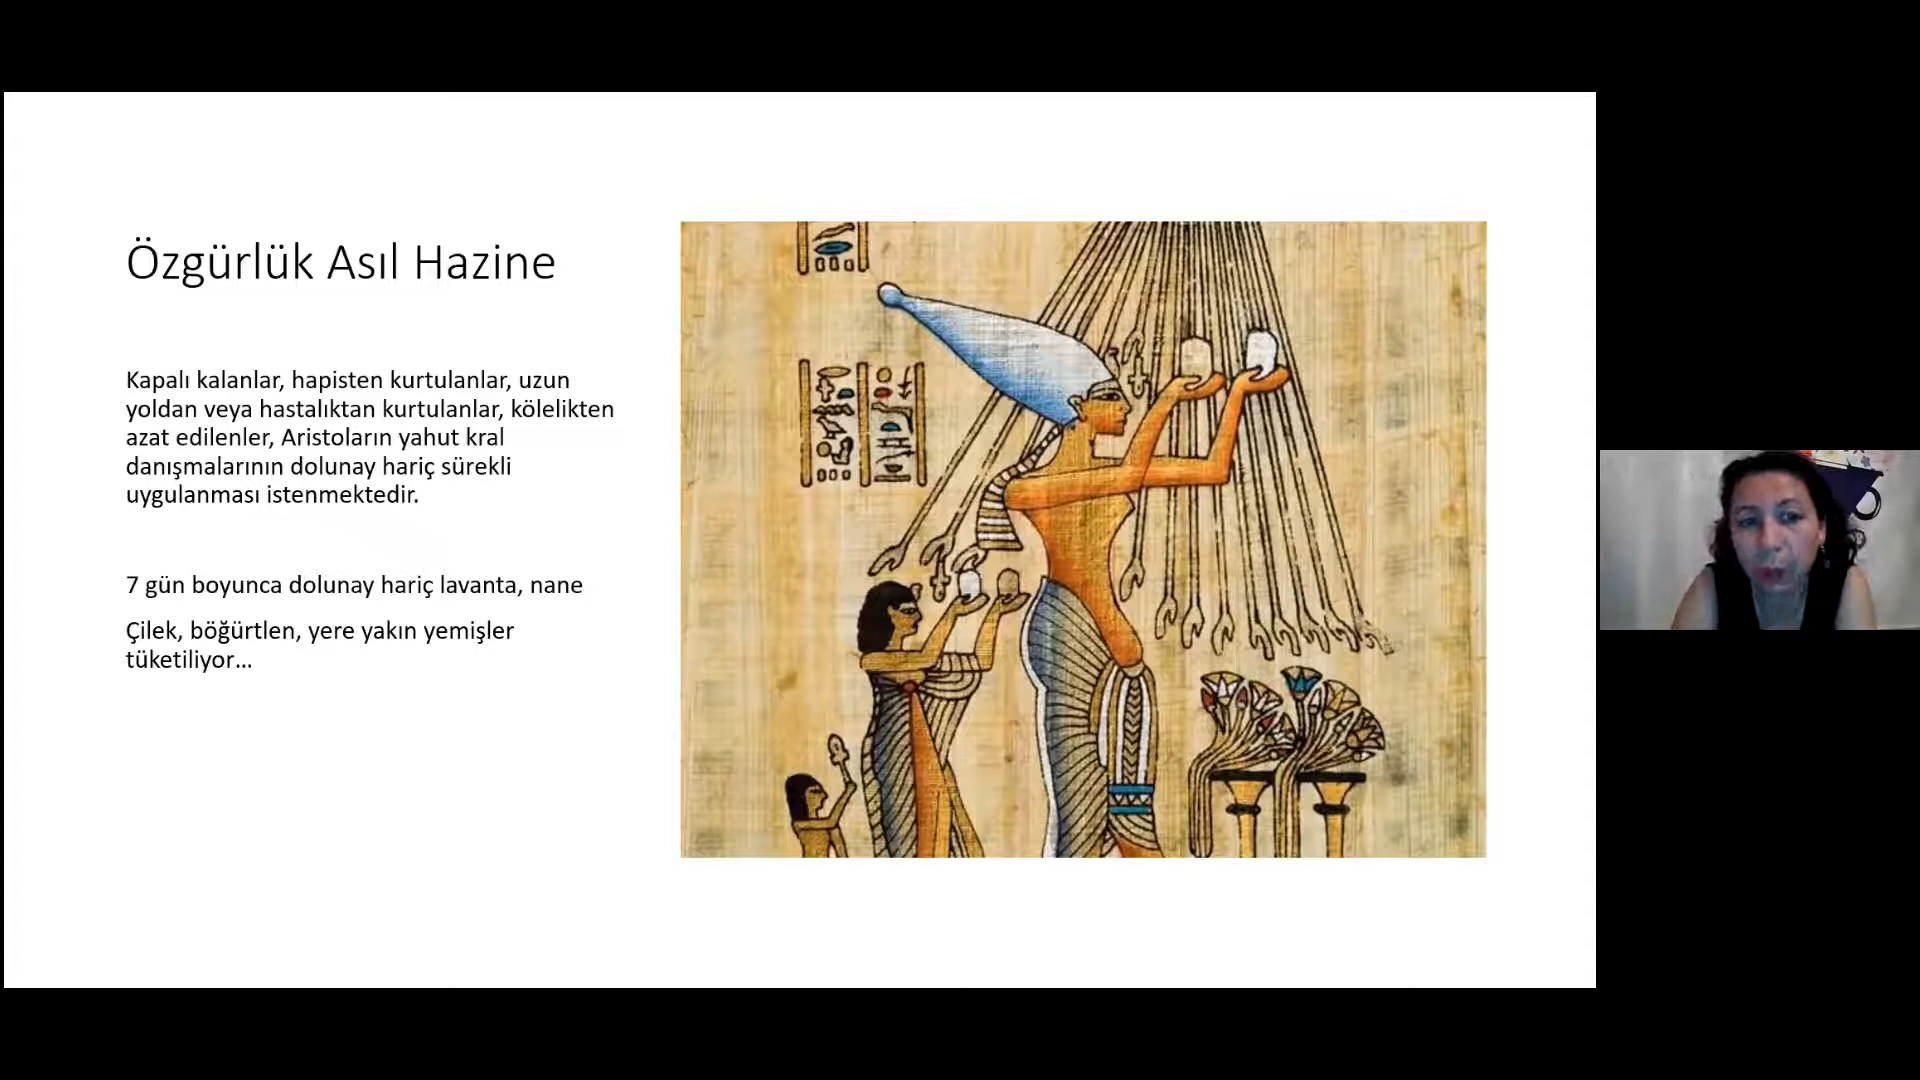 Özgürlük Asıl Hazine
Kapalı kalanlar, hapisten kurtulanlar, uzun
yoldan veya hastalıktan kurtulanlar, kölelikten
azat edilenler, Aristoların yahut kral
danışmalarının dolunay hariç sürekli
uygulanması istenmektedir.
7 gün boyunca dolunay hariç lavanta, nane
Çilek, böğürtlen, yere yakın yemişler
tüketiliyor...